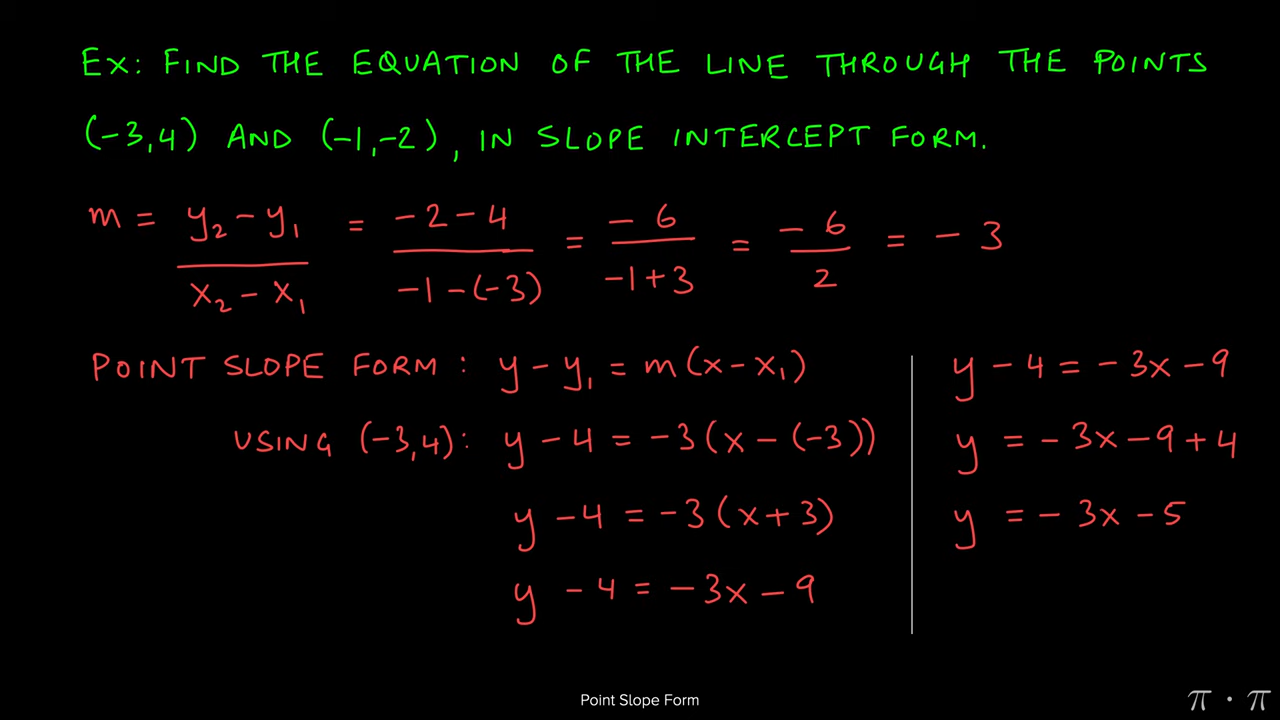 Ex: FIND THE EQUATION OF THE LINE THROUGH THE POINTS
(-3,4) AND (-1,-2), IN SLOPE INTERCEPT FORM.
m = (y₂ - y₁)/(x₂ - x₁) = (-2 - 4)/(-1 - (-3)) = (- 6)/(-1 + 3) = (- 6)/2 = - 3
POINT SLOPE FORM: y - y₁ = m(x - x₁)
USING (-3,4): y - 4 = -3(x - (-3))
y - 4 = -3(x + 3)
y - 4 = -3x - 9
y - 4 = -3x - 9
y = -3x - 9 + 4
y = -3x - 5
Point Slope Form
π · π